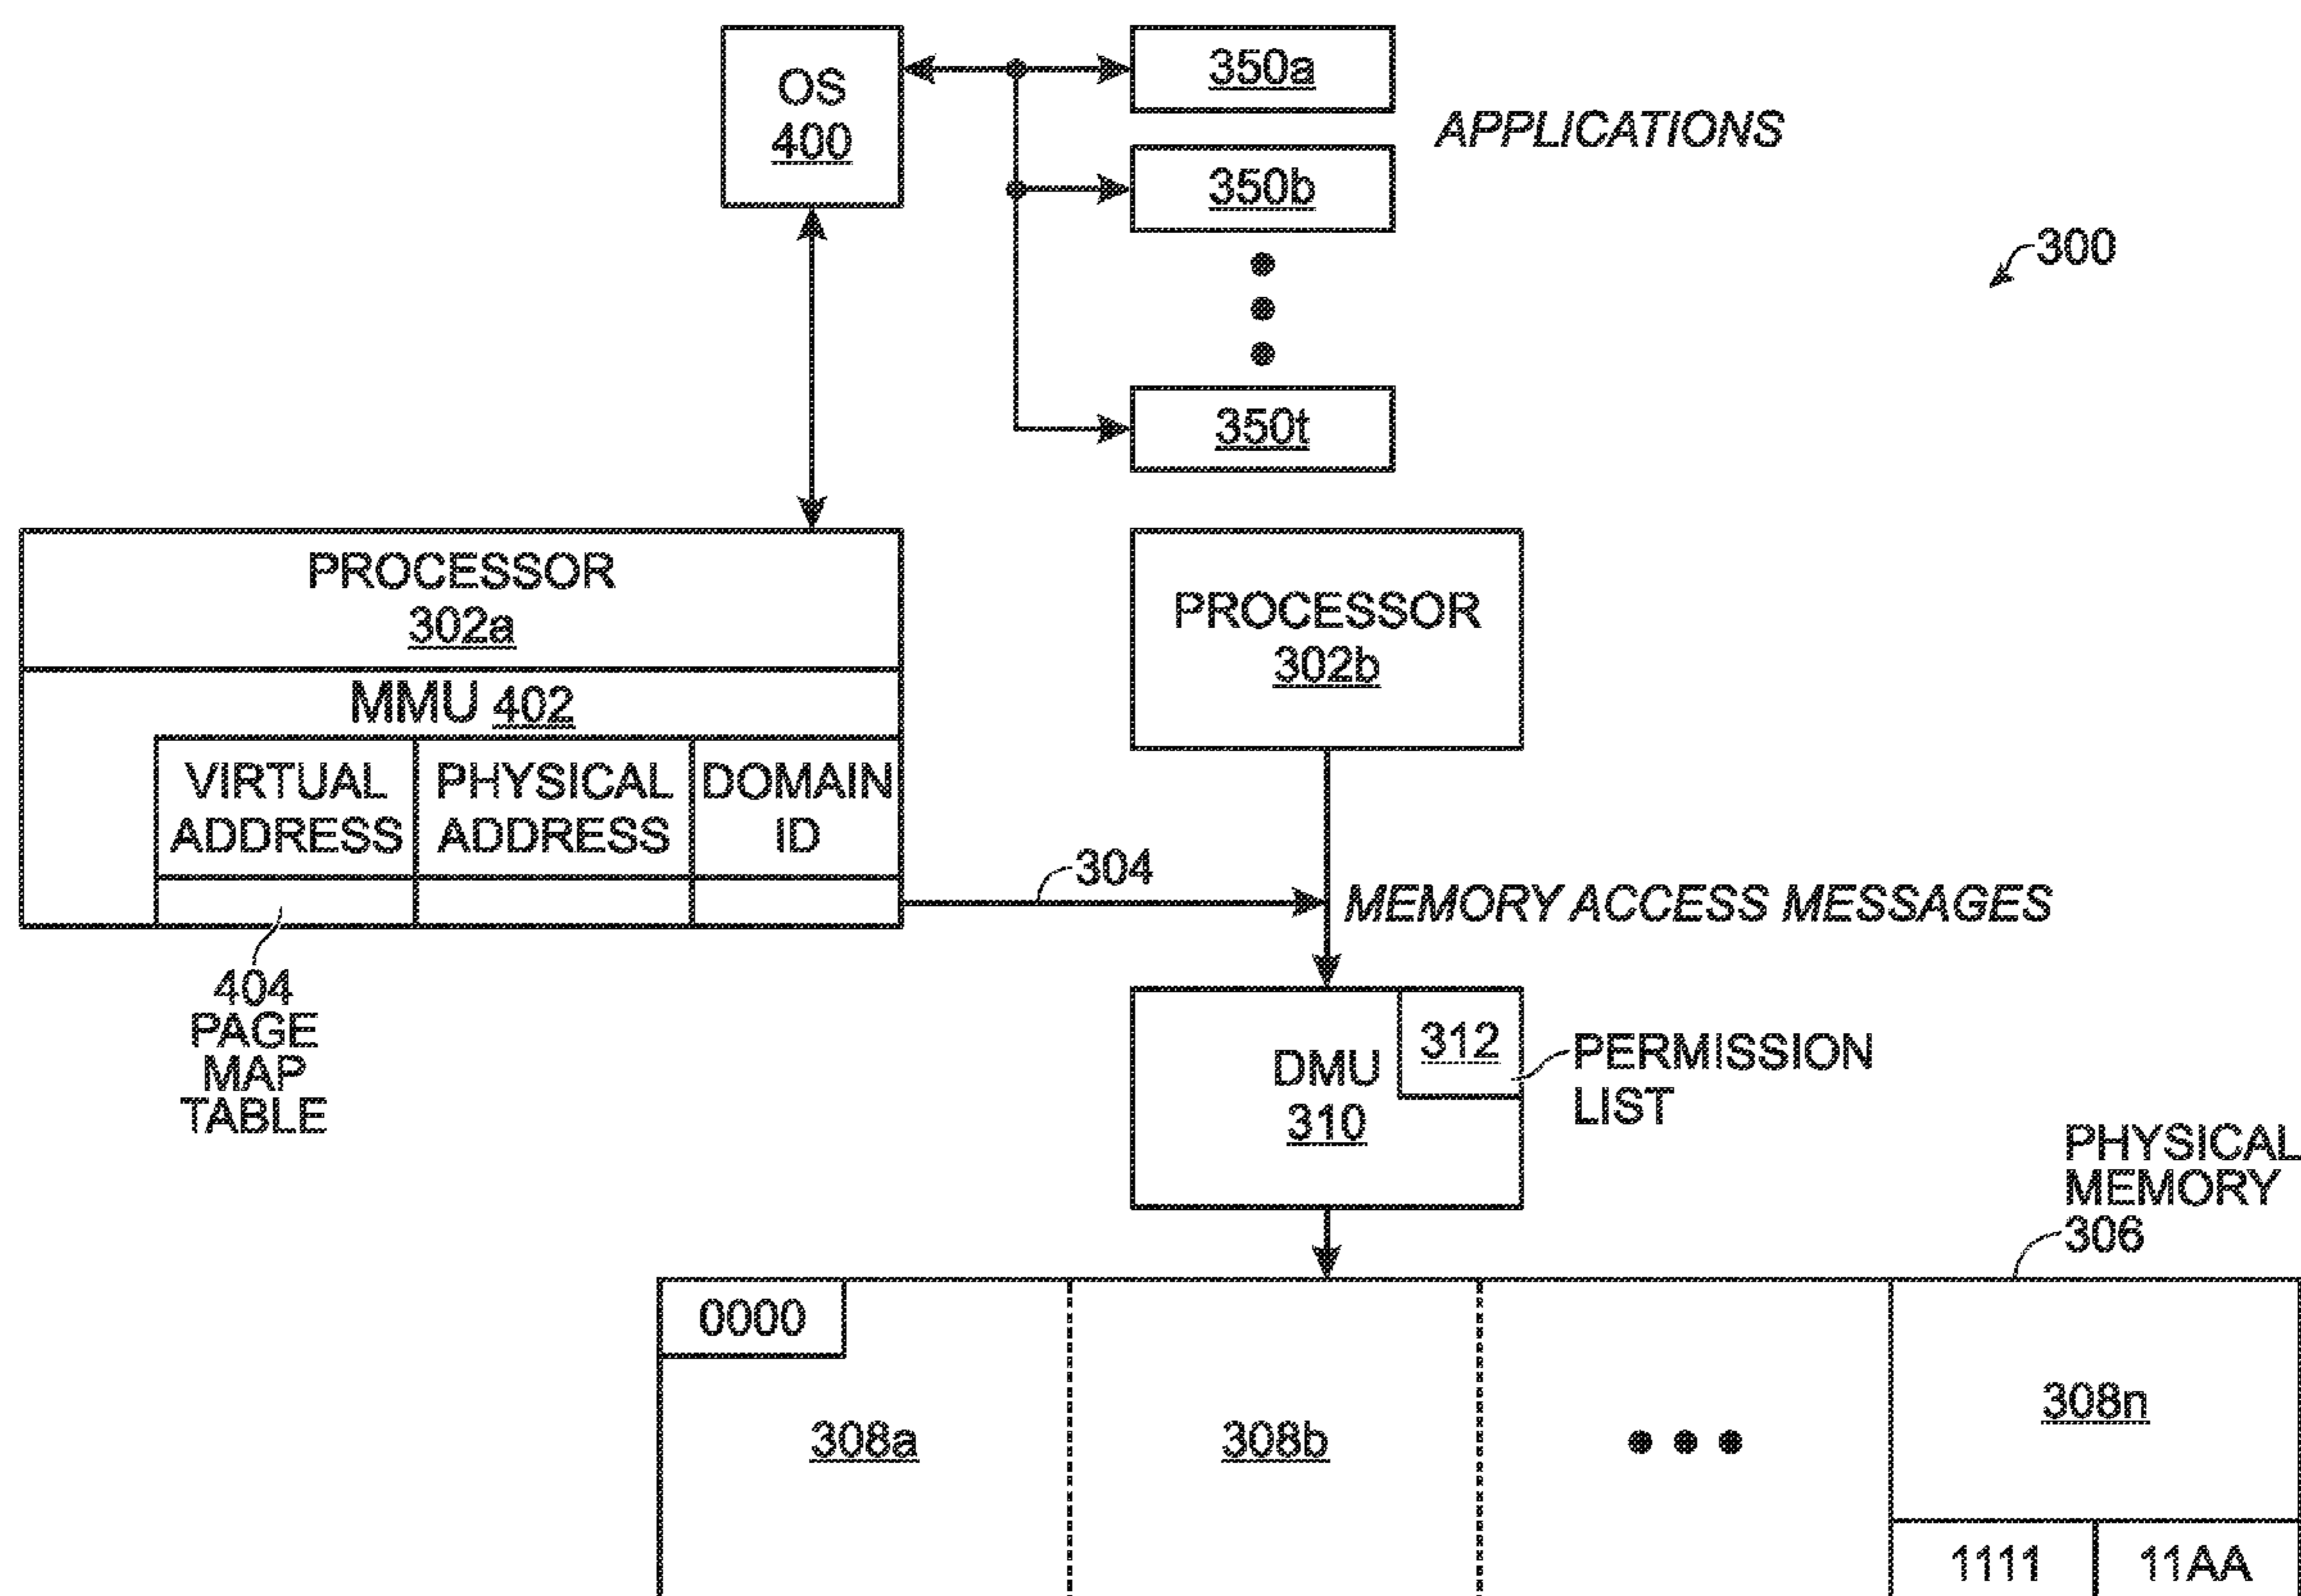 OS
400
350a
APPLICATIONS
350b
300
350t
PROCESSOR
302a
PROCESSOR
302b
MMU 402
VIRTUAL
ADDRESS
PHYSICAL
ADDRESS
DOMAIN
ID
304
MEMORY ACCESS MESSAGES
404
PAGE
MAP
TABLE
DMU
310
312
PERMISSION
LIST
PHYSICAL
MEMORY
306
0000
308a
308b
308n
1111
11AA